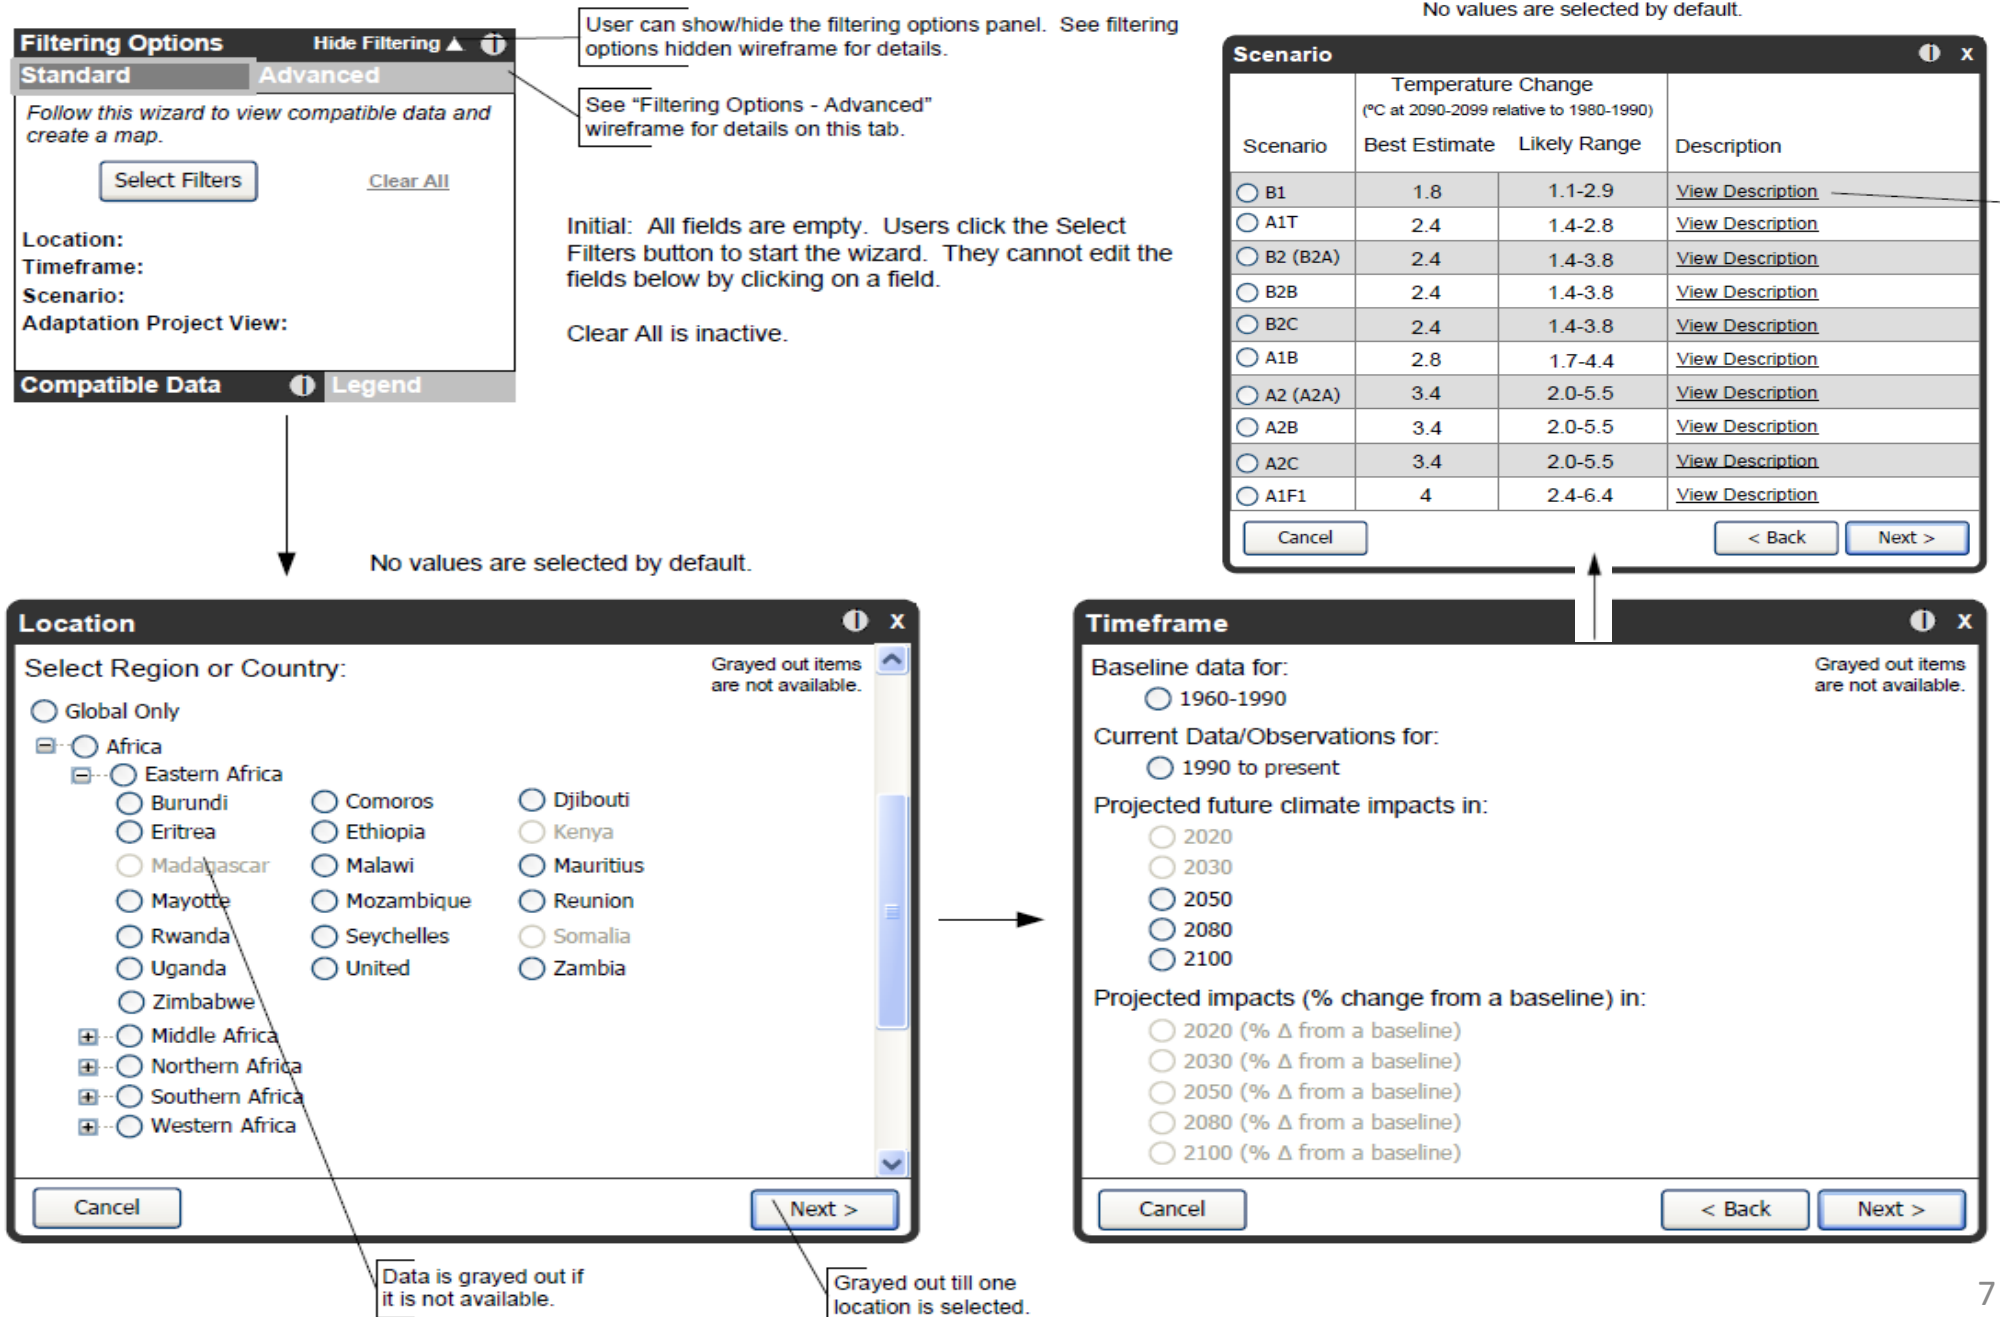 Filtering Options Hide Filtering ▲
Standard Advanced
Follow this wizard to view compatible data and
create a map.
Select Filters Clear All
Location:
Timeframe:
Scenario:
Adaptation Project View:
Compatible Data Legend
User can show/hide the filtering options panel. See filtering
options hidden wireframe for details.
See “Filtering Options - Advanced”
wireframe for details on this tab.
Initial: All fields are empty. Users click the Select
Filters button to start the wizard. They cannot edit the
fields below by clicking on a field.
Clear All is inactive.
No values are selected by default.
Scenario x
Temperature Change
(ºC at 2090-2099 relative to 1980-1990)
Scenario Best Estimate Likely Range Description
B1 1.8 1.1-2.9 View Description
A1T 2.4 1.4-2.8 View Description
B2 (B2A) 2.4 1.4-3.8 View Description
B2B 2.4 1.4-3.8 View Description
B2C 2.4 1.4-3.8 View Description
A1B 2.8 1.7-4.4 View Description
A2 (A2A) 3.4 2.0-5.5 View Description
A2B 3.4 2.0-5.5 View Description
A2C 3.4 2.0-5.5 View Description
A1F1 4 2.4-6.4 View Description
Cancel < Back Next >
No values are selected by default.
Location x
Select Region or Country:
Grayed out items
are not available.
Global Only
Africa
Eastern Africa
Burundi Comoros Djibouti
Eritrea Ethiopia Kenya
Madagascar Malawi Mauritius
Mayotte Mozambique Reunion
Rwanda Seychelles Somalia
Uganda United Zambia
Zimbabwe
Middle Africa
Northern Africa
Southern Africa
Western Africa
Cancel Next >
Data is grayed out if
it is not available.
Grayed out till one
location is selected.
Timeframe x
Baseline data for:
Grayed out items
are not available.
1960-1990
Current Data/Observations for:
1990 to present
Projected future climate impacts in:
2020
2030
2050
2080
2100
Projected impacts (% change from a baseline) in:
2020 (% Δ from a baseline)
2030 (% Δ from a baseline)
2050 (% Δ from a baseline)
2080 (% Δ from a baseline)
2100 (% Δ from a baseline)
Cancel < Back Next >
7